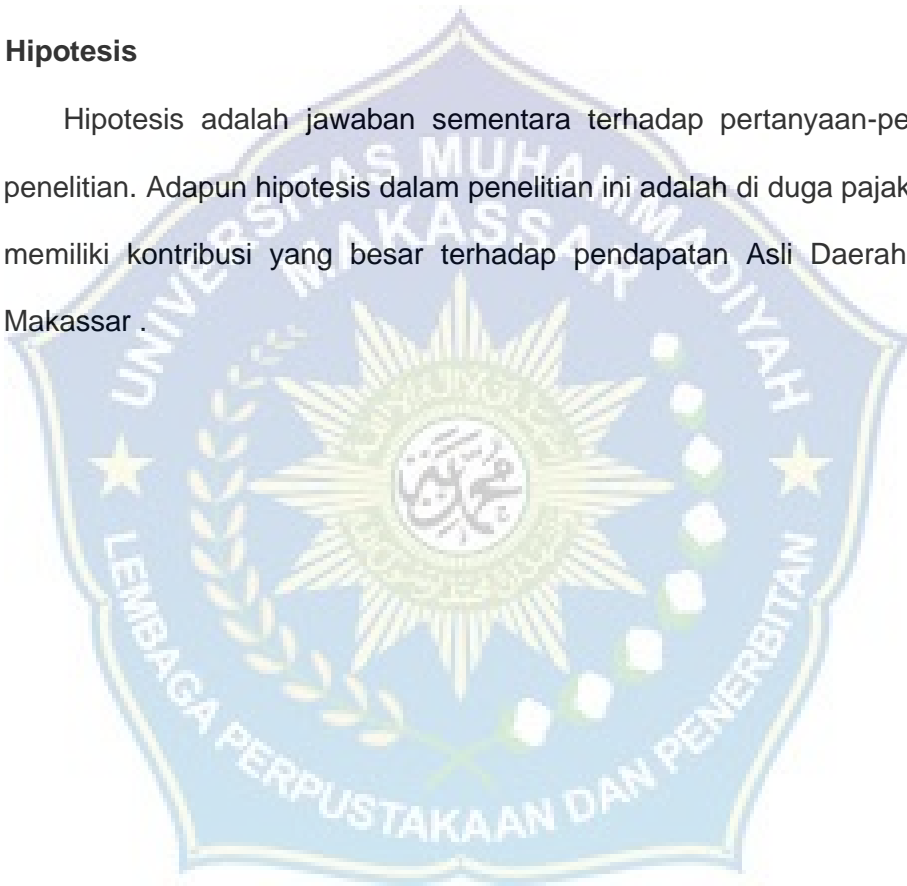 Hipotesis
Hipotesis adalah jawaban sementara terhadap pertanyaan-pe
penelitian. Adapun hipotesis dalam penelitian ini adalah di duga pajak
memiliki kontribusi yang besar terhadap pendapatan Asli Daerah
Makassar .
UNIVERSITAS MUHAMMADIYAH
MAKASSAR
LEMBAGA PERPUSTAKAAN DAN PENERBITAN